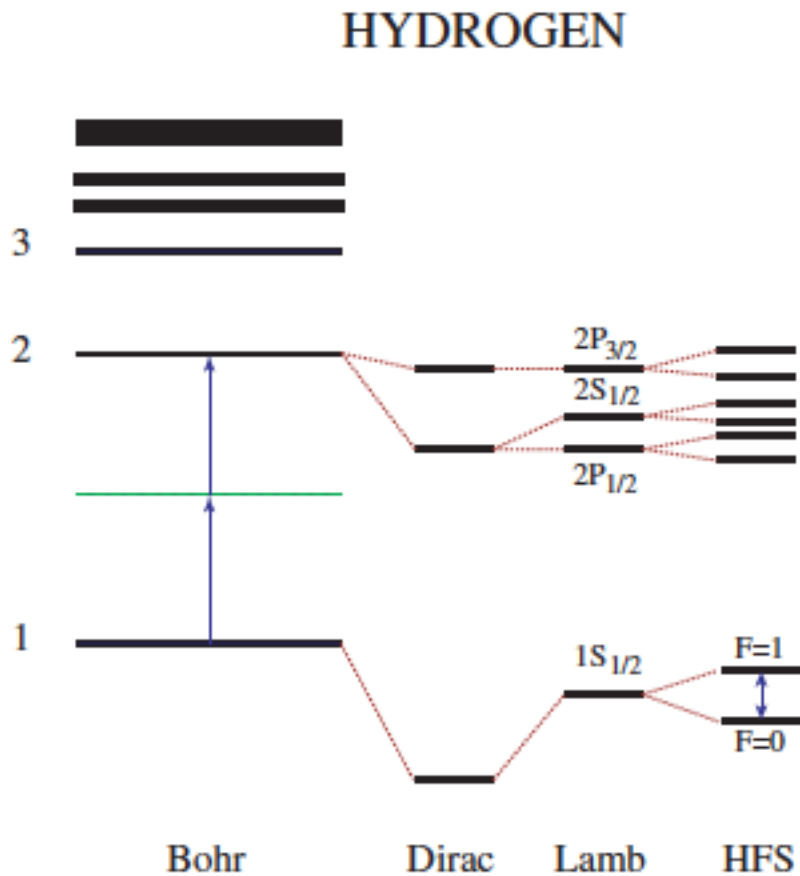 HYDROGEN
3
2
2P3/2
2S1/2
2P1/2
1
1S1/2
F=1
F=0
Bohr Dirac Lamb HFS